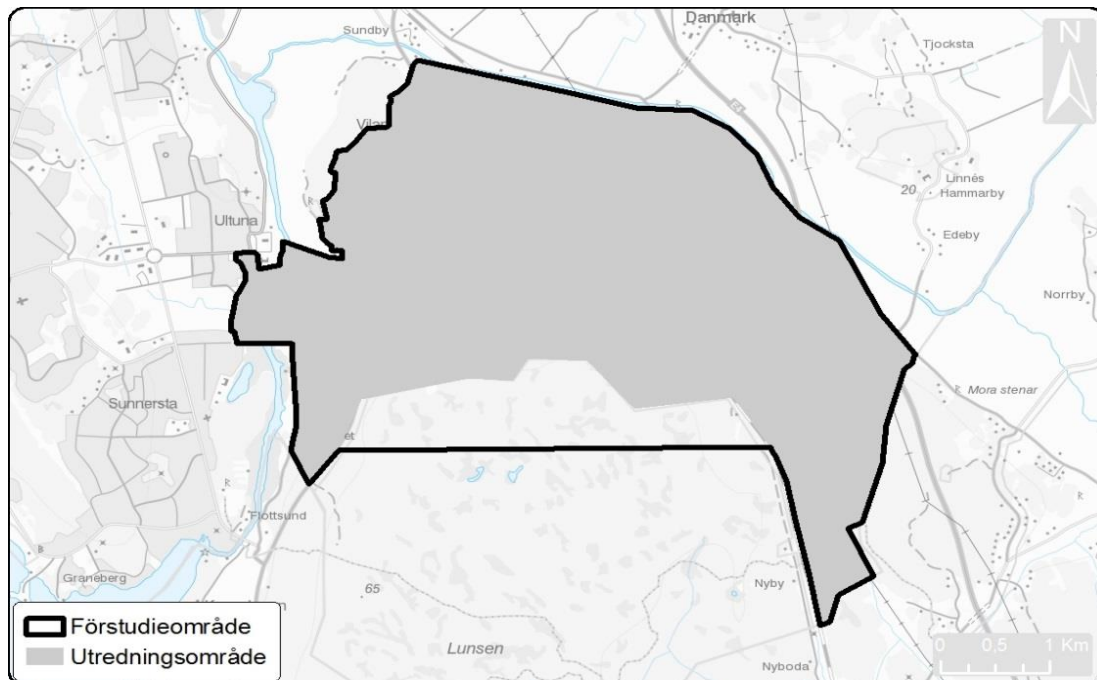 Danmark
Sundby
N
Tjocksta
E4
Linnés
Hammarby
20
Ultuna
Edeby
Norrby
Mora stenar
R
Sunnersta
R
R
Flottsund
Graneberg
65
Nyby
Lunsen
Nyboda
Förstudieområde
Utredningsområde
0 0,5 1 Km